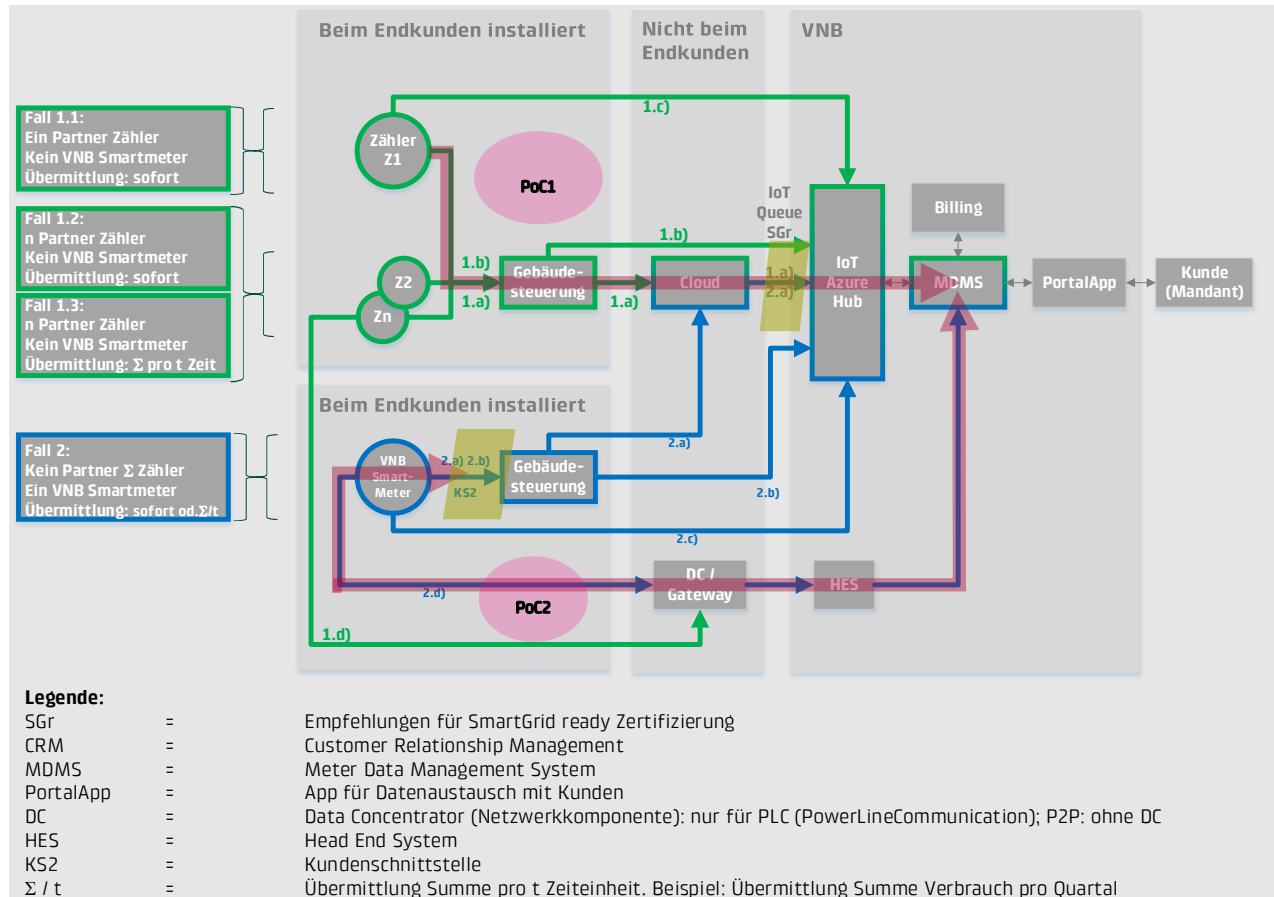 Beim Endkunden installiert
Nicht beim
Endkunden
VNB
1.c)
Fall 1.1:
Ein Partner Zähler
Kein VNB Smartmeter
Übermittlung: sofort
Zähler
Z1
PoC1
IoT
Queue
SGr
Billing
Fall 1.2:
n Partner Zähler
Kein VNB Smartmeter
Übermittlung: sofort
1.b)
1.b)
Z2
1.a)
Gebäude-
steuerung
1.a)
Cloud
1.a)
2.a)
IoT
Azure
Hub
MDMS
PortalApp
Kunde
(Mandant)
Fall 1.3:
n Partner Zähler
Kein VNB Smartmeter
Übermittlung: Σ pro t Zeit
Zn
Beim Endkunden installiert
Fall 2:
Kein Partner Σ Zähler
Ein VNB Smartmeter
Übermittlung: sofort od.Σ/t
VNB
Smart-
Meter
2.a) 2.b)
KS2
Gebäude-
steuerung
2.a)
2.b)
2.c)
2.d)
PoC2
DC /
Gateway
HES
1.d)
Legende:
SGr = Empfehlungen für SmartGrid ready Zertifizierung
CRM = Customer Relationship Management
MDMS = Meter Data Management System
PortalApp = App für Datenaustausch mit Kunden
DC = Data Concentrator (Netzwerkkomponente): nur für PLC (PowerLineCommunication); P2P: ohne DC
HES = Head End System
KS2 = Kundenschnittstelle
Σ / t = Übermittlung Summe pro t Zeiteinheit. Beispiel: Übermittlung Summe Verbrauch pro Quartal